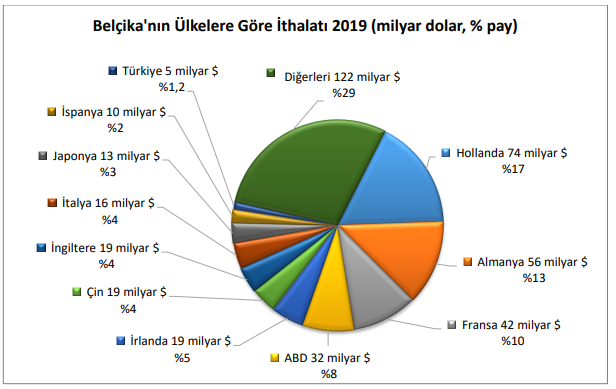 Belçika'nın Ülkelere Göre İthalatı 2019 (milyar dolar, % pay)
Diğerleri 122 milyar $
%29
Hollanda 74 milyar $
%17
Almanya 56 milyar $
%13
Fransa 42 milyar $
%10
ABD 32 milyar $
%8
İrlanda 19 milyar $
%5
Çin 19 milyar $
%4
İngiltere 19 milyar $
%4
İtalya 16 milyar $
%4
Japonya 13 milyar $
%3
İspanya 10 milyar $
%2
Türkiye 5 milyar $
%1,2